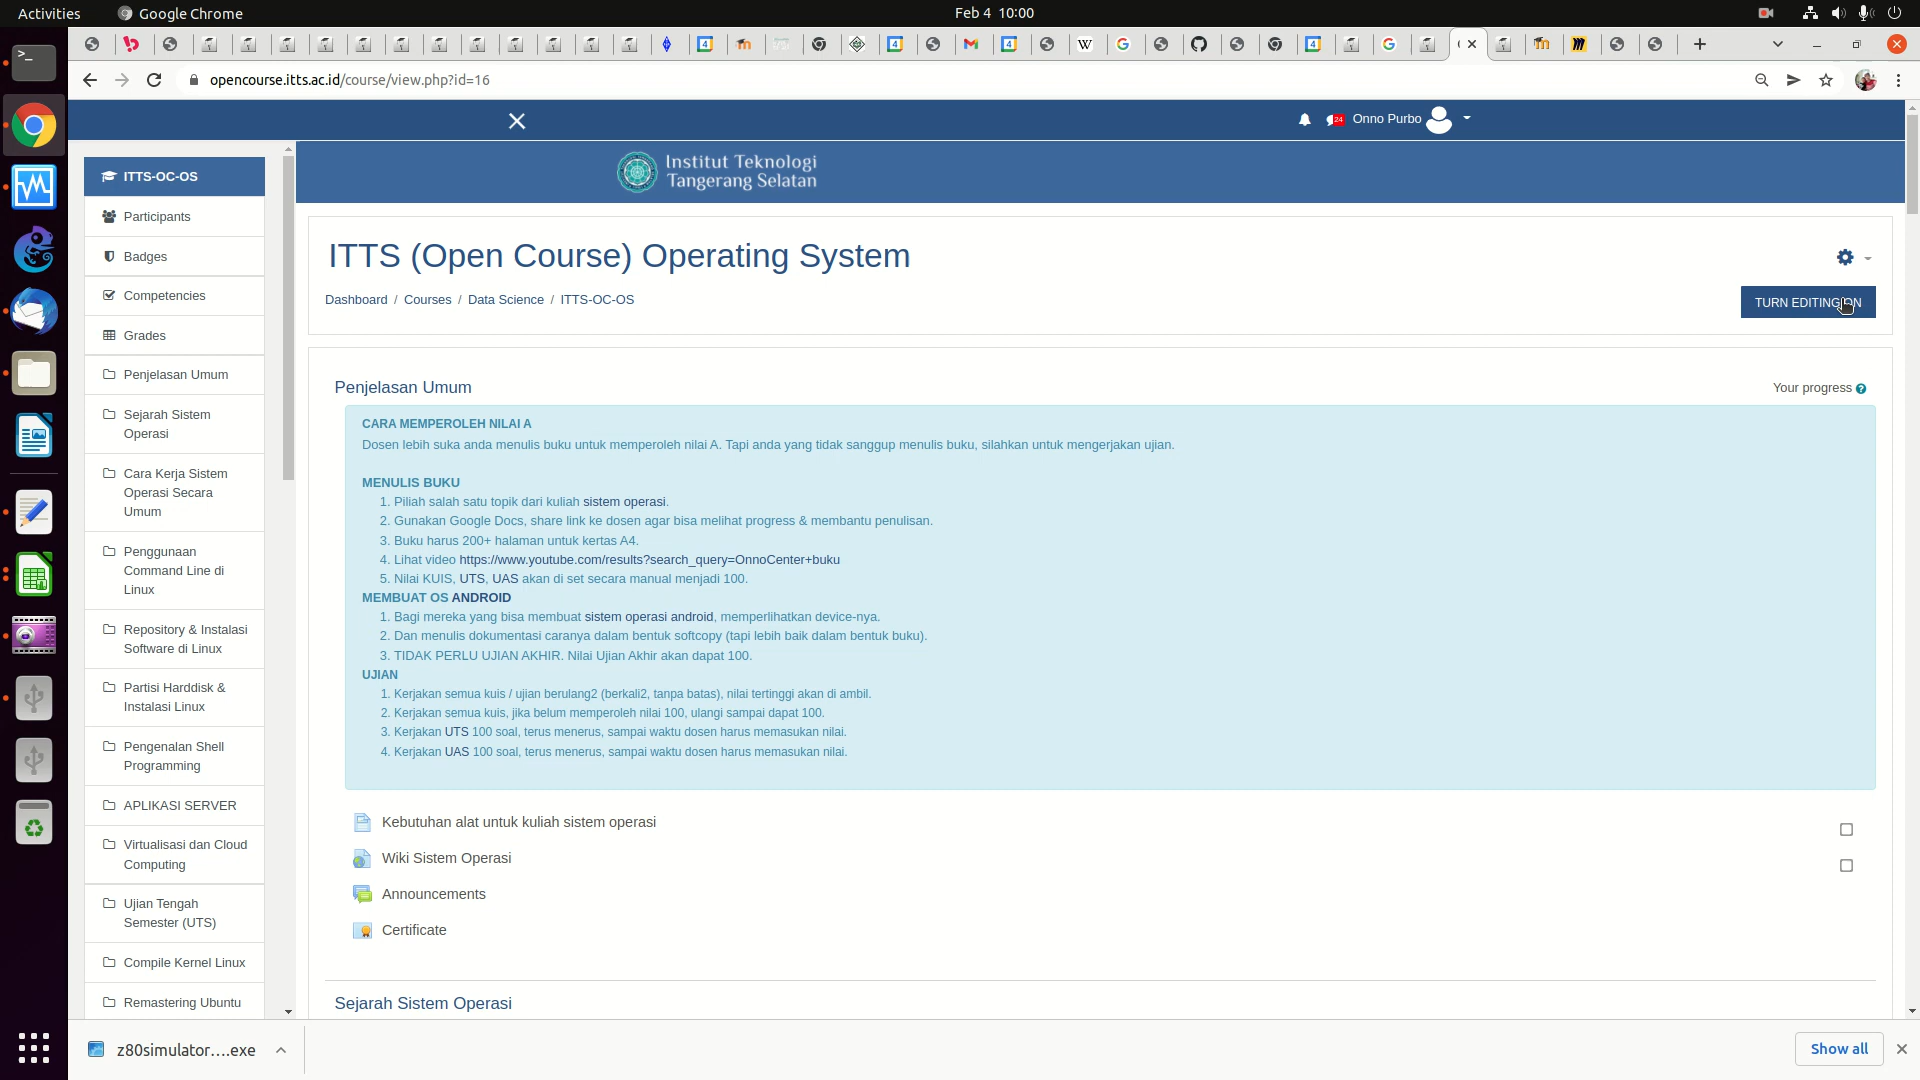 Activities
Google Chrome
Feb 4 10:00
opencourse.itts.ac.id/course/view.php?id=16
24
Onno Purbo
ITTS-OC-OS
Participants
Badges
Competencies
Grades
Penjelasan Umum
Sejarah Sistem
Operasi
Cara Kerja Sistem
Operasi Secara
Umum
Penggunaan
Command Line di
Linux
Repository & Instalasi
Software di Linux
Partisi Harddisk &
Instalasi Linux
Pengenalan Shell
Programming
APLIKASI SERVER
Virtualisasi dan Cloud
Computing
Ujian Tengah
Semester (UTS)
Compile Kernel Linux
Remastering Ubuntu
Institut Teknologi
Tangerang Selatan
ITTS (Open Course) Operating System
Dashboard / Courses / Data Science / ITTS-OC-OS
TURN EDITING ON
Penjelasan Umum
Your progress
CARA MEMPEROLEH NILAI A
Dosen lebih suka anda menulis buku untuk memperoleh nilai A. Tapi anda yang tidak sanggup menulis buku, silahkan untuk mengerjakan ujian.
MENULIS BUKU
1. Piliah salah satu topik dari kuliah sistem operasi.
2. Gunakan Google Docs, share link ke dosen agar bisa melihat progress & membantu penulisan.
3. Buku harus 200+ halaman untuk kertas A4.
4. Lihat video https://www.youtube.com/results?search_query=OnnoCenter+buku
5. Nilai KUIS, UTS, UAS akan di set secara manual menjadi 100.
MEMBUAT OS ANDROID
1. Bagi mereka yang bisa membuat sistem operasi android, memperlihatkan device-nya.
2. Dan menulis dokumentasi caranya dalam bentuk softcopy (tapi lebih baik dalam bentuk buku).
3. TIDAK PERLU UJIAN AKHIR. Nilai Ujian Akhir akan dapat 100.
UJIAN
1. Kerjakan semua kuis / ujian berulang2 (berkali2, tanpa batas), nilai tertinggi akan di ambil.
2. Kerjakan semua kuis, jika belum memperoleh nilai 100, ulangi sampai dapat 100.
3. Kerjakan UTS 100 soal, terus menerus, sampai waktu dosen harus memasukan nilai.
4. Kerjakan UAS 100 soal, terus menerus, sampai waktu dosen harus memasukan nilai.
Kebutuhan alat untuk kuliah sistem operasi
Wiki Sistem Operasi
Announcements
Certificate
Sejarah Sistem Operasi
z80simulator....exe
Show all